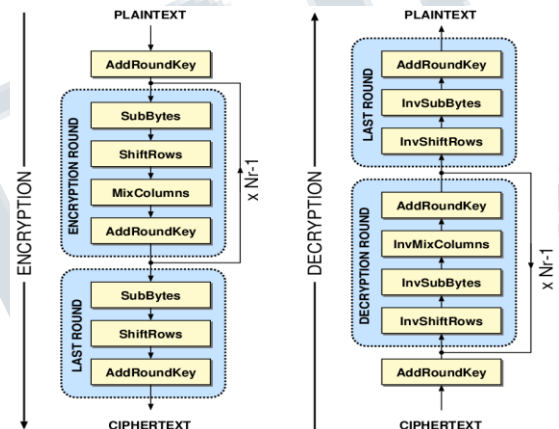 PLAINTEXT
AddRoundKey
SubBytes
ShiftRows
MixColumns
AddRoundKey
ENCRYPTION ROUND
x Nr-1
SubBytes
ShiftRows
AddRoundKey
LAST ROUND
CIPHERTEXT
ENCRYPTION
PLAINTEXT
AddRoundKey
InvSubBytes
InvShiftRows
LAST ROUND
AddRoundKey
InvMixColumns
InvSubBytes
InvShiftRows
DECRYPTION ROUND
x Nr-1
AddRoundKey
CIPHERTEXT
DECRYPTION